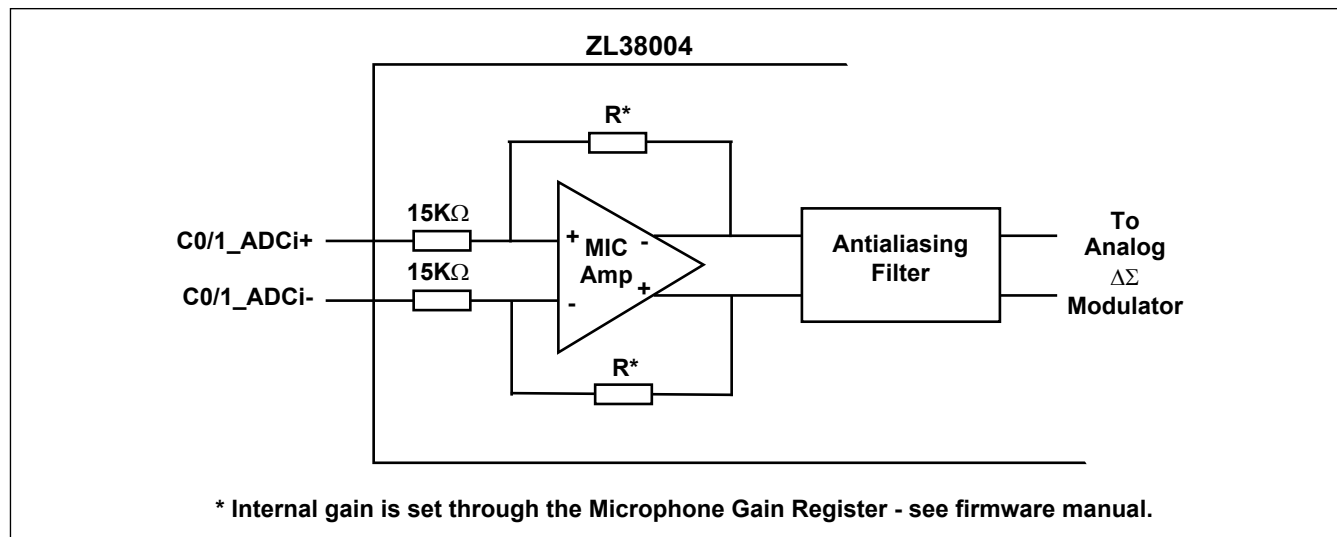 ZL38004
R*
15KΩ
C0/1_ADCi+
15KΩ
C0/1_ADCi-
+
-
MIC
Amp
-
+
R*
Antialiasing
Filter
To
Analog
ΔΣ
Modulator
* Internal gain is set through the Microphone Gain Register - see firmware manual.